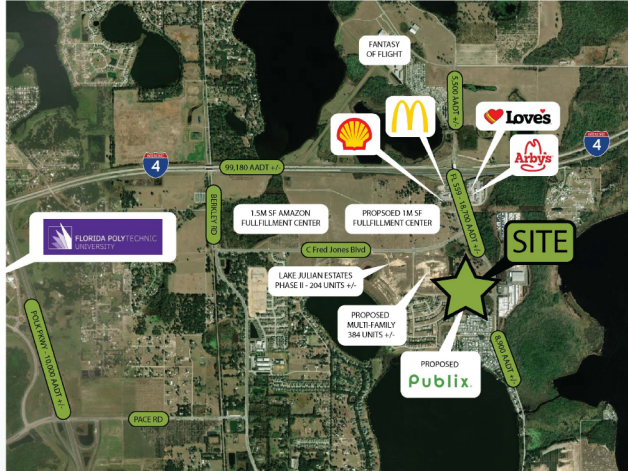 FANTASY
OF FLIGHT
5,500 AADT +/-
Love's
Arby's
INTERSTATE
4
INTERSTATE
4
99,180 AADT +/-
FL 559 - 18,700 AADT +/-
BERKLEY RD
1.5M SF AMAZON
FULLFILLMENT CENTER
PROPSOED 1M SF
FULLFILLMENT CENTER
FLORIDA POLYTECHNIC
UNIVERSITY
C Fred Jones Blvd
SITE
LAKE JULIAN ESTATES
PHASE II - 204 UNITS +/-
PROPOSED
MULTI-FAMILY
384 UNITS +/-
POLK PKWY - 10,000 AADT +/-
8,900 AADT +/-
PROPOSED
Publix.
PACE RD